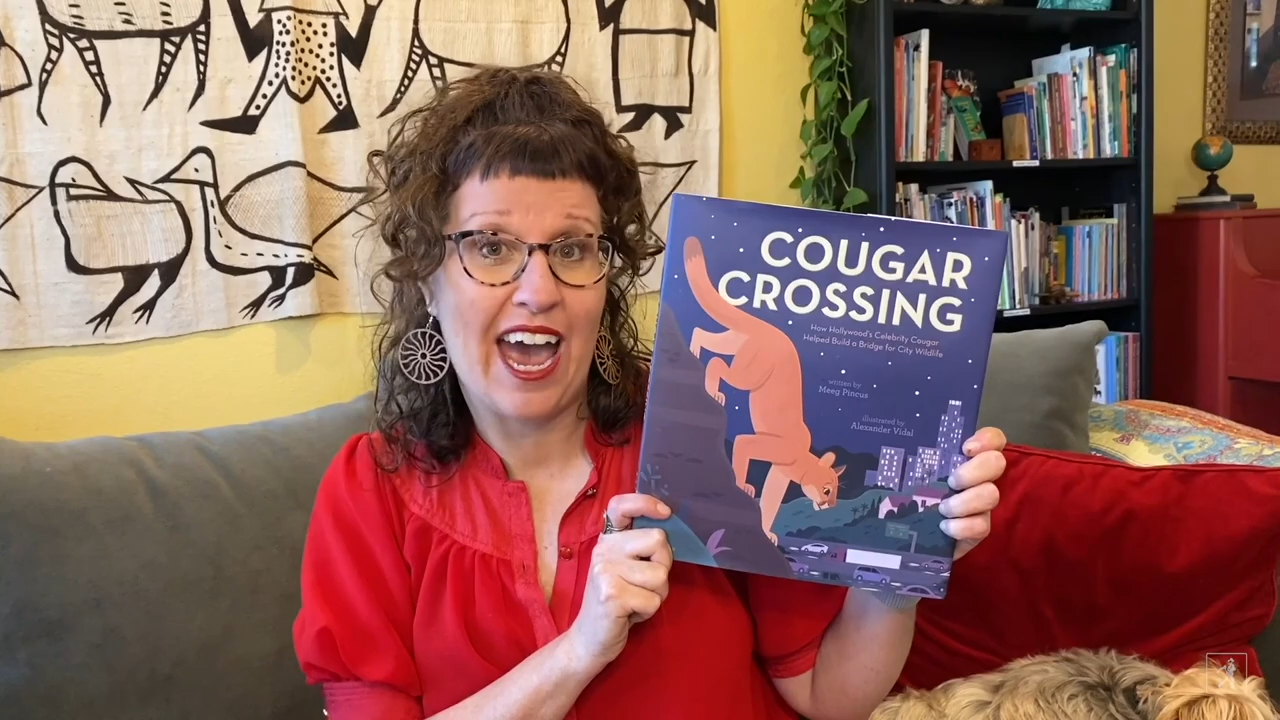 COUGAR
CROSSING
How Hollywood's Celebrity Cougar
Helped Build a Bridge for City Wildlife
written by
Meeg Pincus
illustrated by
Alexander Vidal